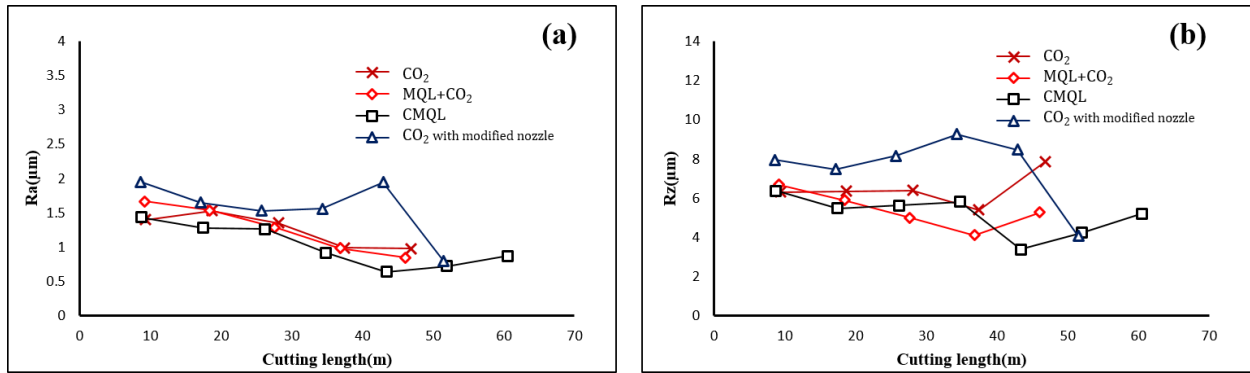 (a)
4
3.5
3
2.5
2
1.5
1
0.5
0
Ra(µm)
CO₂
MQL+CO₂
CMQL
CO₂ with modified nozzle
0 10 20 30 40 50 60 70
Cutting length(m)
(b)
14
12
10
8
6
4
2
0
Rz(µm)
CO₂
MQL+CO₂
CMQL
CO₂ with modified nozzle
0 10 20 30 40 50 60 70
Cutting length(m)